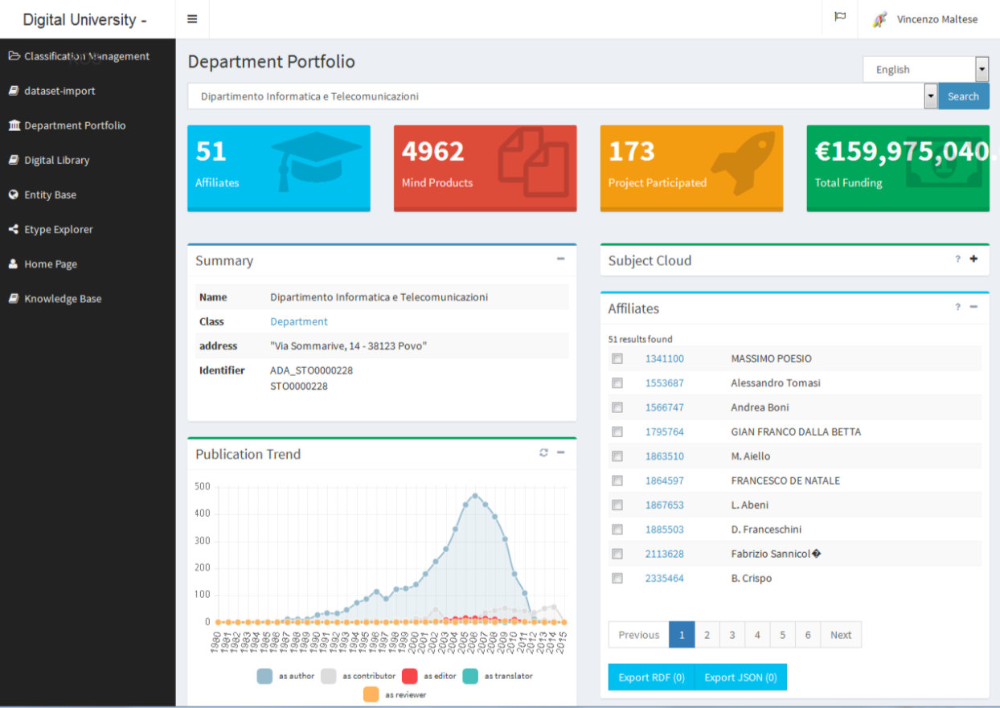 Digital University -
Vincenzo Maltese
Classification Management
dataset-import
Department Portfolio
Digital Library
Entity Base
Etype Explorer
Home Page
Knowledge Base
Department Portfolio
English
Dipartimento Informatica e Telecomunicazioni
Search
51
Affiliates
4962
Mind Products
173
Project Participated
€159,975,040.
Total Funding
Summary
Name Dipartimento Informatica e Telecomunicazioni
Class Department
address "Via Sommarive, 14 - 38123 Povo"
Identifier ADA_STO0000228
STO0000228
Publication Trend
500
400
300
200
100
0
1980 1981 1982 1983 1984 1985 1986 1987 1988 1989 1990 1991 1992 1993 1994 1995 1996 1997 1998 1999 2000 2001 2002 2003 2004 2005 2006 2007 2008 2009 2010 2011 2012 2013 2014 2015
as author as contributor as editor as translator
as reviewer
Subject Cloud ? +
Affiliates ? −
51 results found
1341100 MASSIMO POESIO
1553687 Alessandro Tomasi
1566747 Andrea Boni
1795764 GIAN FRANCO DALLA BETTA
1863510 M. Aiello
1864597 FRANCESCO DE NATALE
1867653 L. Abeni
1885503 D. Franceschini
2113628 Fabrizio Sannicol�
2335464 B. Crispo
Previous 1 2 3 4 5 6 Next
Export RDF (0) Export JSON (0)